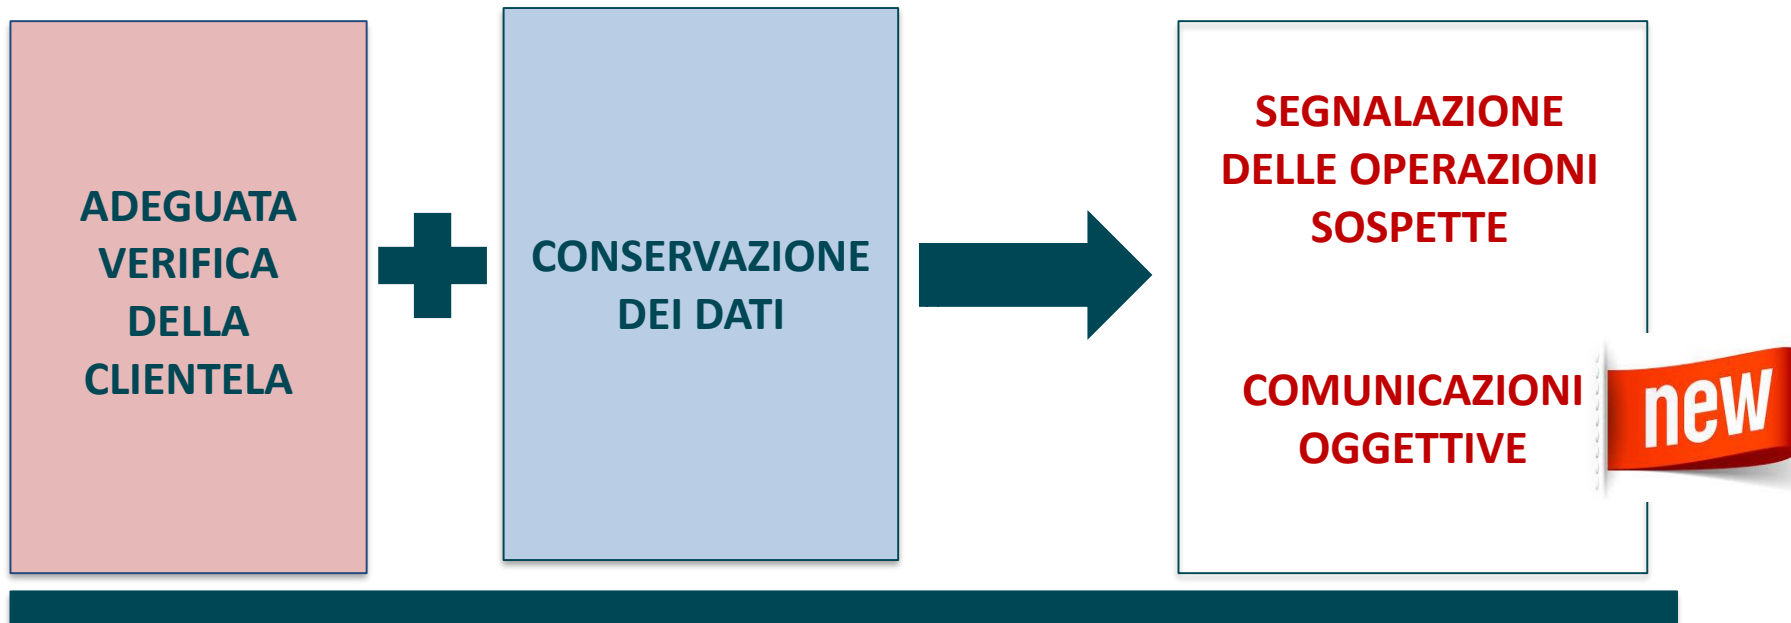 ADEGUATA
VERIFICA
DELLA
CLIENTELA
CONSERVAZIONE
DEI DATI
SEGNALAZIONE
DELLE OPERAZIONI
SOSPETTE
COMUNICAZIONI
OGGETTIVE
new